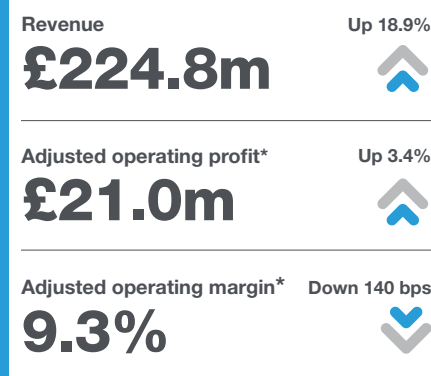 Revenue Up 18.9%
£224.8m
Adjusted operating profit* Up 3.4%
£21.0m
Adjusted operating margin* Down 140 bps
9.3%